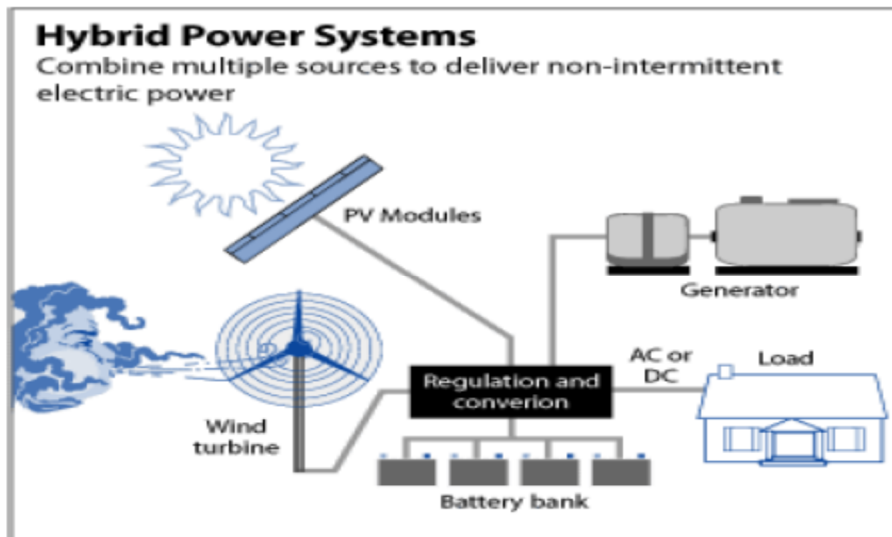 Hybrid Power Systems
Combine multiple sources to deliver non-intermittent
electric power
PV Modules
Generator
Wind
turbine
Regulation and
converion
AC or
DC
Load
Battery bank